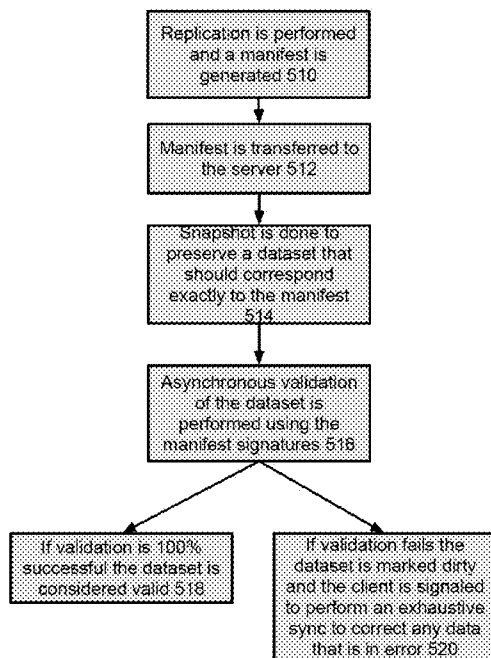 Replication is performed
and a manifest is
generated 510
Manifest is transferred to
the server 512
Snapshot is done to
preserve a dataset that
should correspond
exactly to the manifest
514
Asynchronous validation
of the dataset is
performed using the
manifest signatures 516
If validation is 100%
successful the dataset is
considered valid 518
If validation fails the
dataset is marked dirty
and the client is signaled
to perform an exhaustive
sync to correct any data
that is in error 520